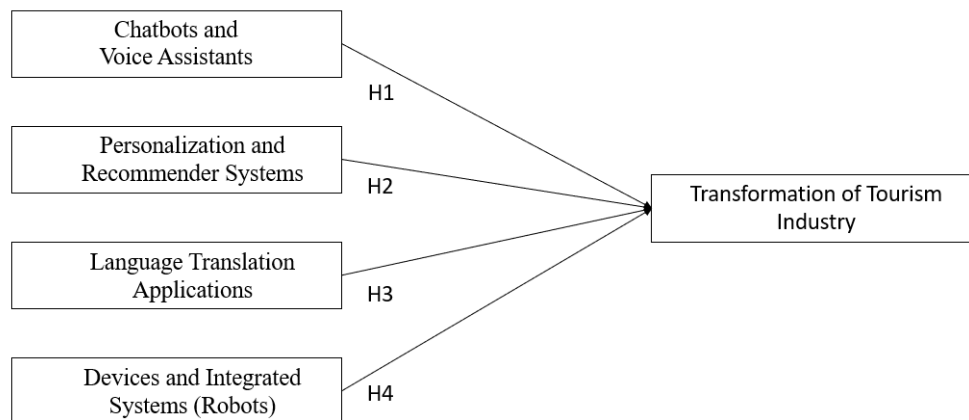 Chatbots and
Voice Assistants
H1
Personalization and
Recommender Systems
H2
Transformation of Tourism
Industry
Language Translation
Applications
H3
Devices and Integrated
Systems (Robots)
H4